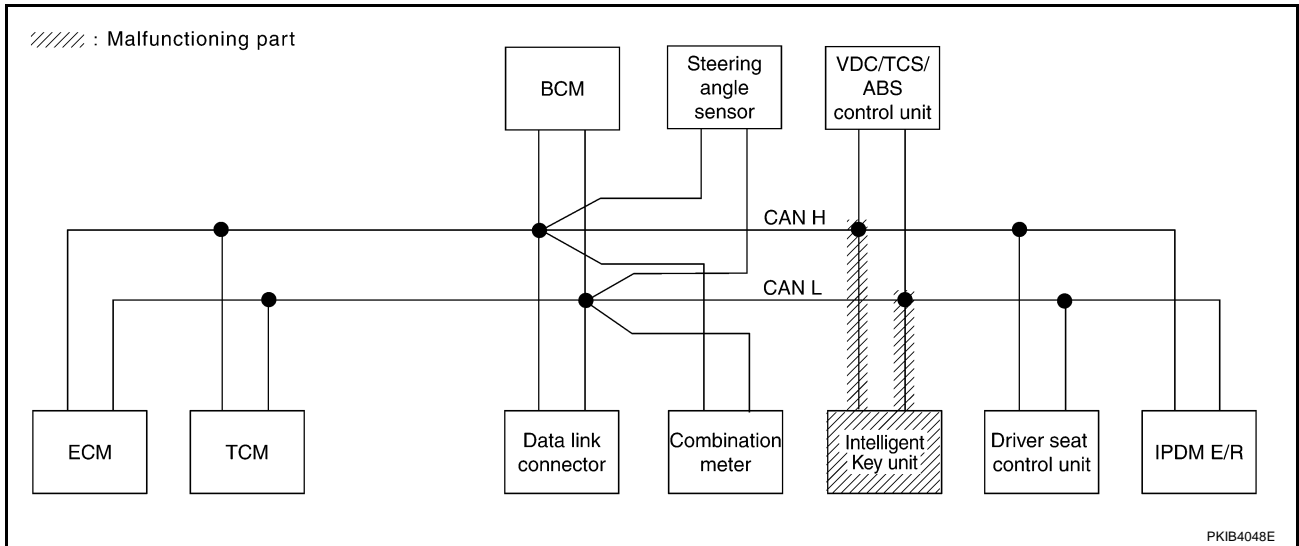 : Malfunctioning part
BCM
Steering
angle
sensor
VDC/TCS/
ABS
control unit
CAN H
CAN L
ECM
TCM
Data link
connector
Combination
meter
Intelligent
Key unit
Driver seat
control unit
IPDM E/R
PKIB4048E